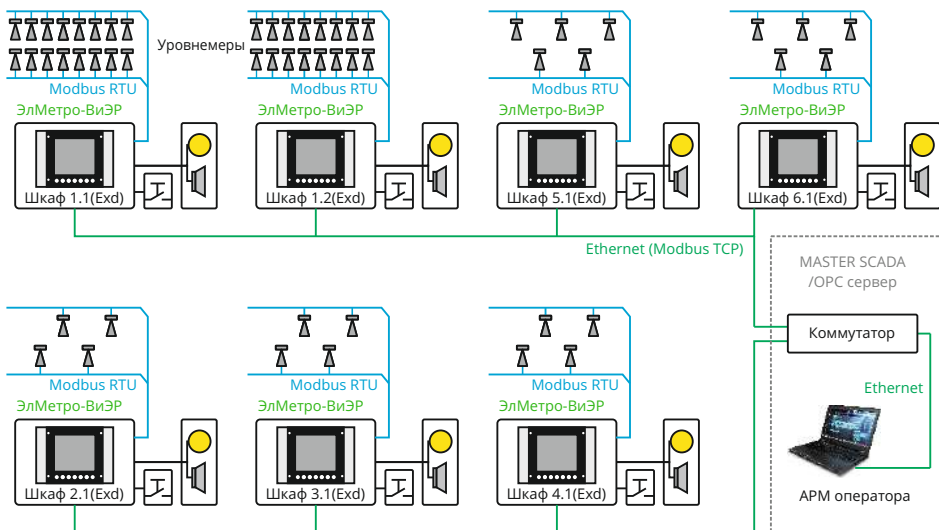 Уровнемеры
Modbus RTU
Modbus RTU
Modbus RTU
Modbus RTU
ЭлМетро-ВиЭР
ЭлМетро-ВиЭР
ЭлМетро-ВиЭР
ЭлМетро-ВиЭР
Шкаф 1.1(Exd)
Шкаф 1.2(Exd)
Шкаф 5.1(Exd)
Шкаф 6.1(Exd)
Ethernet (Modbus TCP)
MASTER SCADA
/OPC сервер
Коммутатор
Modbus RTU
Modbus RTU
Modbus RTU
Ethernet
ЭлМетро-ВиЭР
ЭлМетро-ВиЭР
ЭлМетро-ВиЭР
Шкаф 2.1(Exd)
Шкаф 3.1(Exd)
Шкаф 4.1(Exd)
АРМ оператора